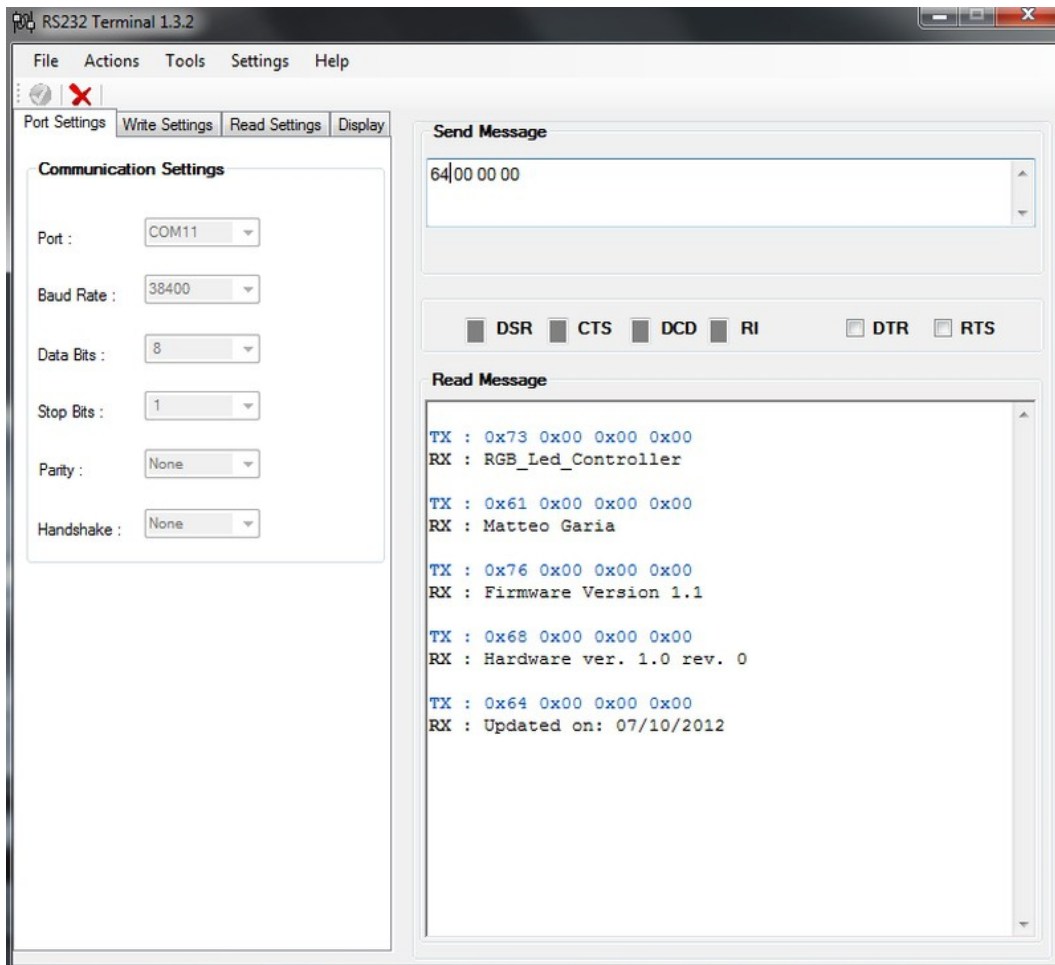 RS232 Terminal 1.3.2
File Actions Tools Settings Help
Port Settings Write Settings Read Settings Display
Communication Settings
Port : COM11
Baud Rate : 38400
Data Bits : 8
Stop Bits : 1
Parity : None
Handshake : None
Send Message
64 00 00 00
DSR CTS DCD RI DTR RTS
Read Message
TX : 0x73 0x00 0x00 0x00
RX : RGB_Led_Controller
TX : 0x61 0x00 0x00 0x00
RX : Matteo Garia
TX : 0x76 0x00 0x00 0x00
RX : Firmware Version 1.1
TX : 0x68 0x00 0x00 0x00
RX : Hardware ver. 1.0 rev. 0
TX : 0x64 0x00 0x00 0x00
RX : Updated on: 07/10/2012